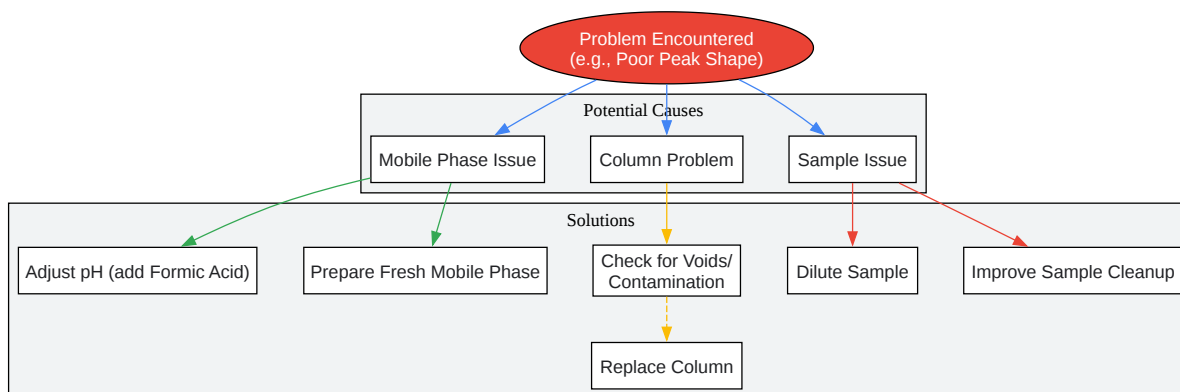 Problem Encountered
(e.g., Poor Peak Shape)
Potential Causes
Mobile Phase Issue
Column Problem
Sample Issue
Solutions
Adjust pH (add Formic Acid)
Prepare Fresh Mobile Phase
Check for Voids/
Contamination
Dilute Sample
Improve Sample Cleanup
Replace Column